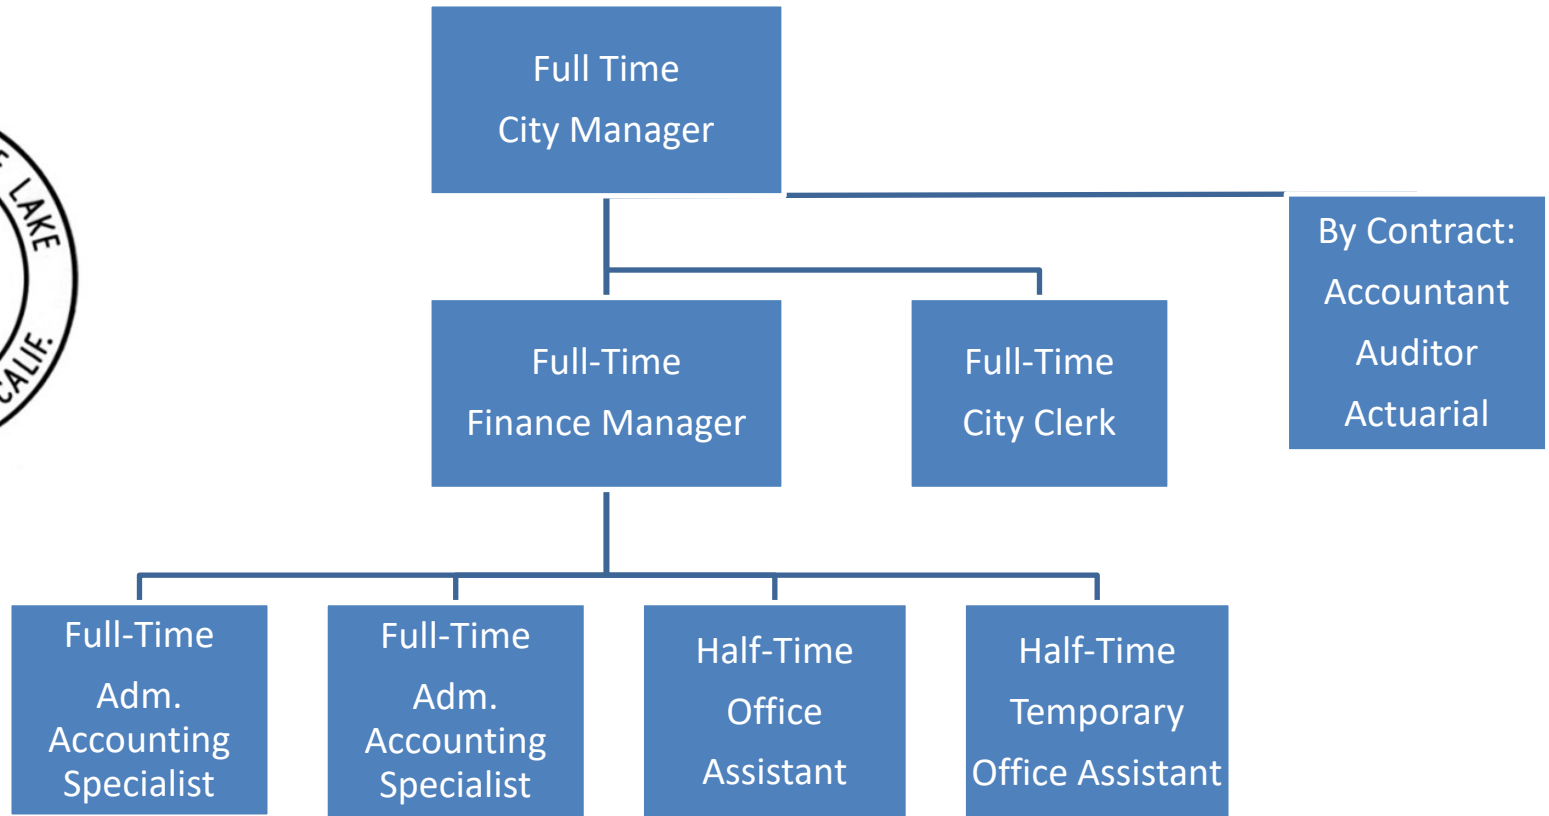 Full Time
City Manager
LAKE
CALIF.
By Contract:
Accountant
Auditor
Actuarial
Full-Time
Finance Manager
Full-Time
City Clerk
Full-Time
Adm.
Accounting
Specialist
Full-Time
Adm.
Accounting
Specialist
Half-Time
Office
Assistant
Half-Time
Temporary
Office Assistant